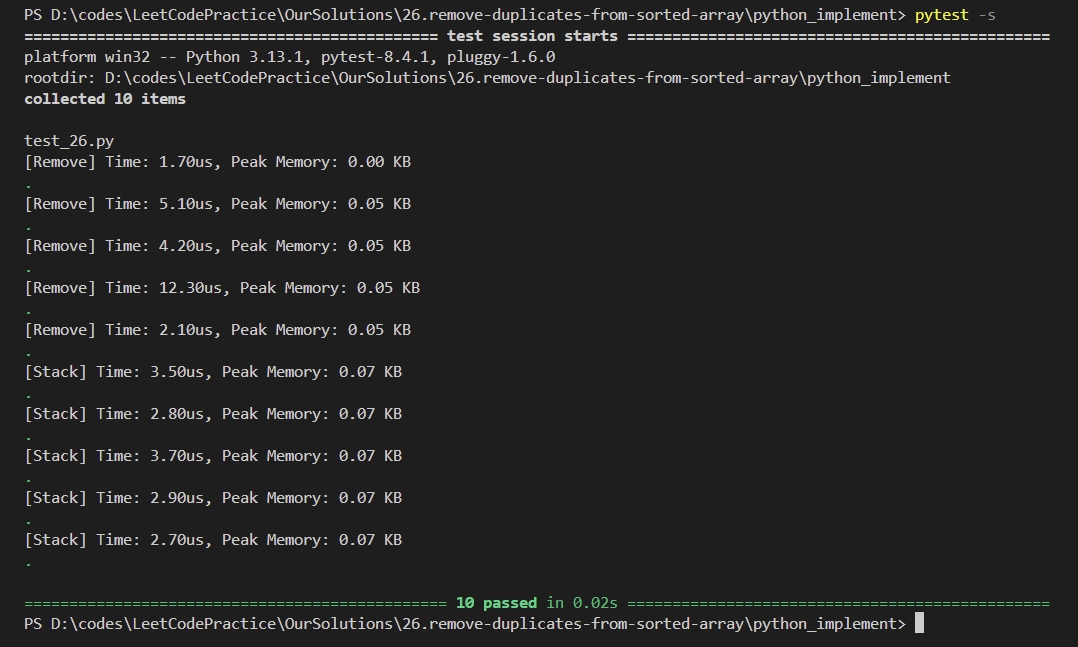 PS D:\codes\LeetCodePractice\OurSolutions\26.remove-duplicates-from-sorted-array\python_implement> pytest -s
============================================== test session starts ===============================================
platform win32 -- Python 3.13.1, pytest-8.4.1, pluggy-1.6.0
rootdir: D:\codes\LeetCodePractice\OurSolutions\26.remove-duplicates-from-sorted-array\python_implement
collected 10 items

test_26.py
[Remove] Time: 1.70us, Peak Memory: 0.00 KB
.
[Remove] Time: 5.10us, Peak Memory: 0.05 KB
.
[Remove] Time: 4.20us, Peak Memory: 0.05 KB
.
[Remove] Time: 12.30us, Peak Memory: 0.05 KB
.
[Remove] Time: 2.10us, Peak Memory: 0.05 KB
.
[Stack] Time: 3.50us, Peak Memory: 0.07 KB
.
[Stack] Time: 2.80us, Peak Memory: 0.07 KB
.
[Stack] Time: 3.70us, Peak Memory: 0.07 KB
.
[Stack] Time: 2.90us, Peak Memory: 0.07 KB
.
[Stack] Time: 2.70us, Peak Memory: 0.07 KB
.

=============================================== 10 passed in 0.02s ===============================================
PS D:\codes\LeetCodePractice\OurSolutions\26.remove-duplicates-from-sorted-array\python_implement>